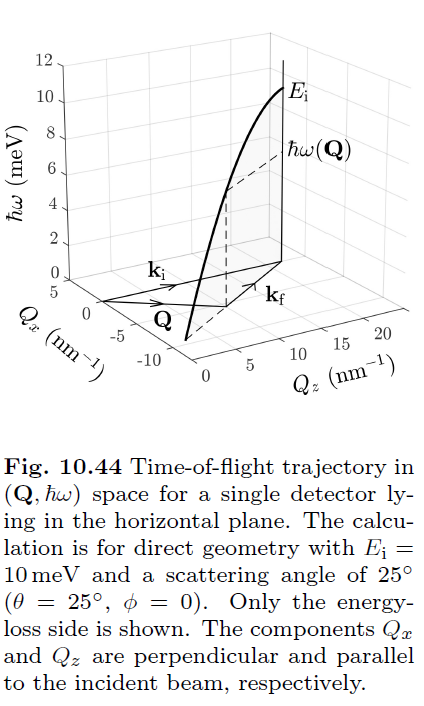 12
10
8
6
4
2
0
ħω (meV)
E_i
ħω(Q)
k_i
k_f
Q
5
0
-5
-10
Q_x (nm⁻¹)
0
5
10
15
20
Q_z (nm⁻¹)
Fig. 10.44 Time-of-flight trajectory in
(Q, ħω) space for a single detector ly-
ing in the horizontal plane. The calcu-
lation is for direct geometry with E_i =
10 meV and a scattering angle of 25°
(θ = 25°, ϕ = 0). Only the energy-
loss side is shown. The components Q_x
and Q_z are perpendicular and parallel
to the incident beam, respectively.